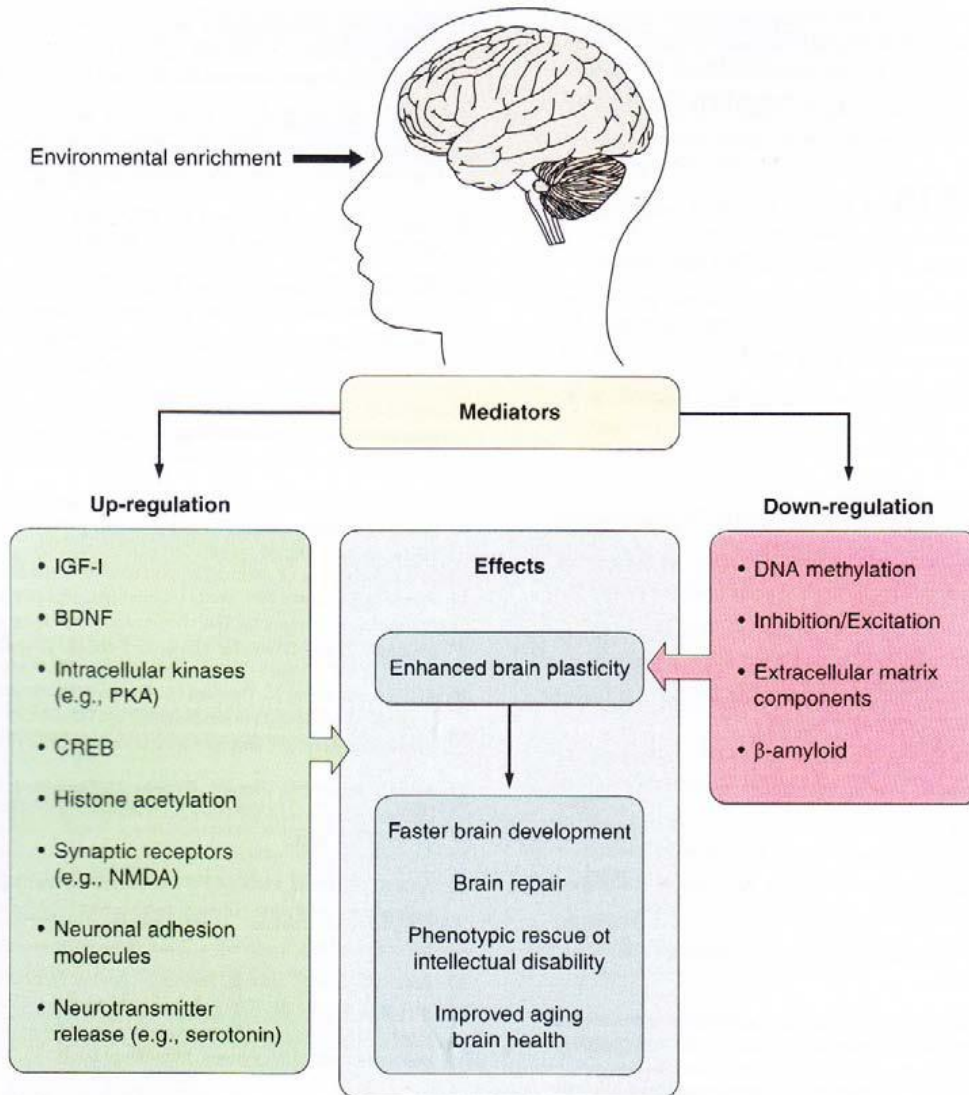 Environmental enrichment
Mediators
Up-regulation
• IGF-I
• BDNF
• Intracellular kinases
(e.g., PKA)
• CREB
• Histone acetylation
• Synaptic receptors
(e.g., NMDA)
• Neuronal adhesion
molecules
• Neurotransmitter
release (e.g., serotonin)
Effects
Enhanced brain plasticity
Faster brain development
Brain repair
Phenotypic rescue of
intellectual disability
Improved aging
brain health
Down-regulation
• DNA methylation
• Inhibition/Excitation
• Extracellular matrix
components
• β-amyloid